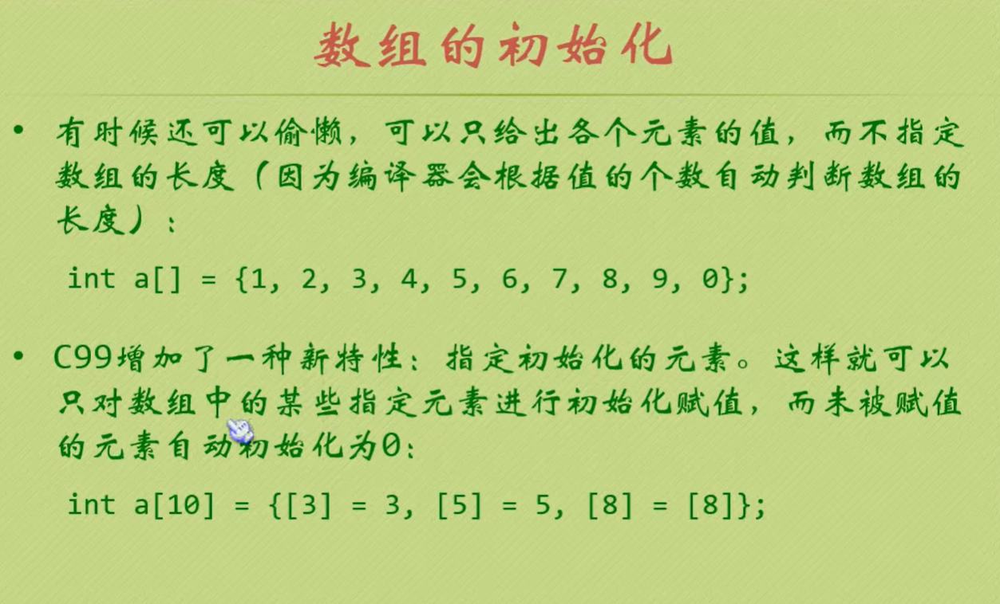 数组的初始化
• 有时候还可以偷懒，可以只给出各个元素的值，而不指定
数组的长度（因为编译器会根据值的个数自动判断数组的
长度）：
int a[] = {1, 2, 3, 4, 5, 6, 7, 8, 9, 0};
• C99增加了一种新特性：指定初始化的元素。这样就可以
只对数组中的某些指定元素进行初始化赋值，而未被赋值
的元素自动初始化为0：
int a[10] = {[3] = 3, [5] = 5, [8] = [8]};